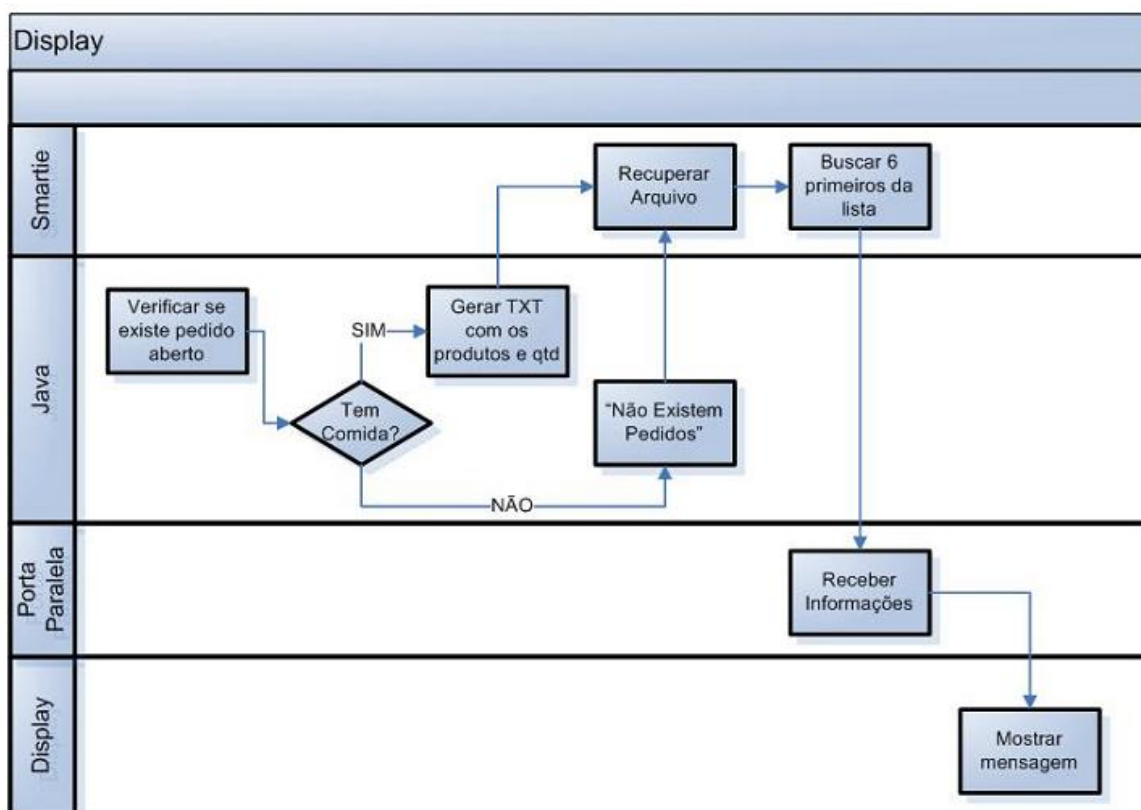 Display
Smartie
Recuperar
Arquivo
Buscar 6
primeiros da
lista
Java
Verificar se
existe pedido
aberto
SIM
Gerar TXT
com os
produtos e qtd
Tem
Comida?
"Não Existem
Pedidos"
NÃO
Porta
Paralela
Receber
Informações
Display
Mostrar
mensagem